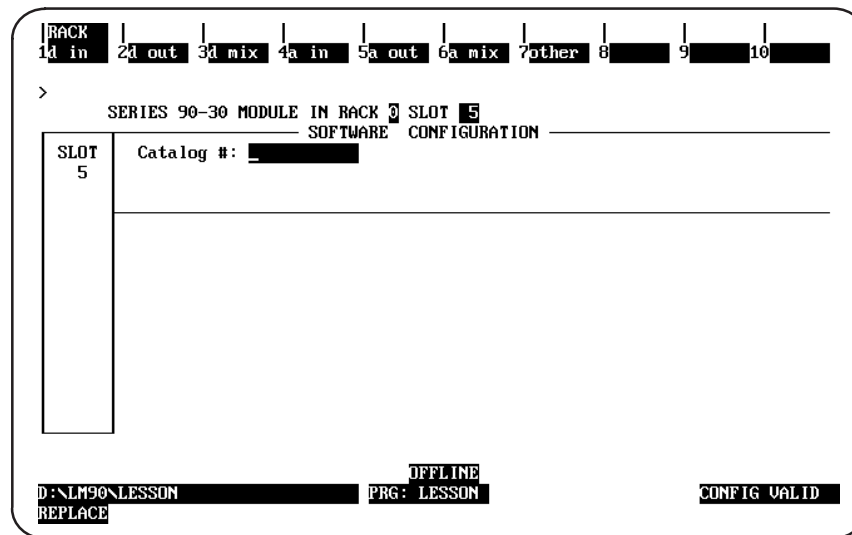 RACK
1d in 2d out 3d mix 4a in 5a out 6a mix 7other 8 9 10
>
SERIES 90-30 MODULE IN RACK 0 SLOT 5
SOFTWARE CONFIGURATION
SLOT Catalog #: _
5
OFFLINE
D:\LM90\LESSON PRG: LESSON CONFIG VALID
REPLACE